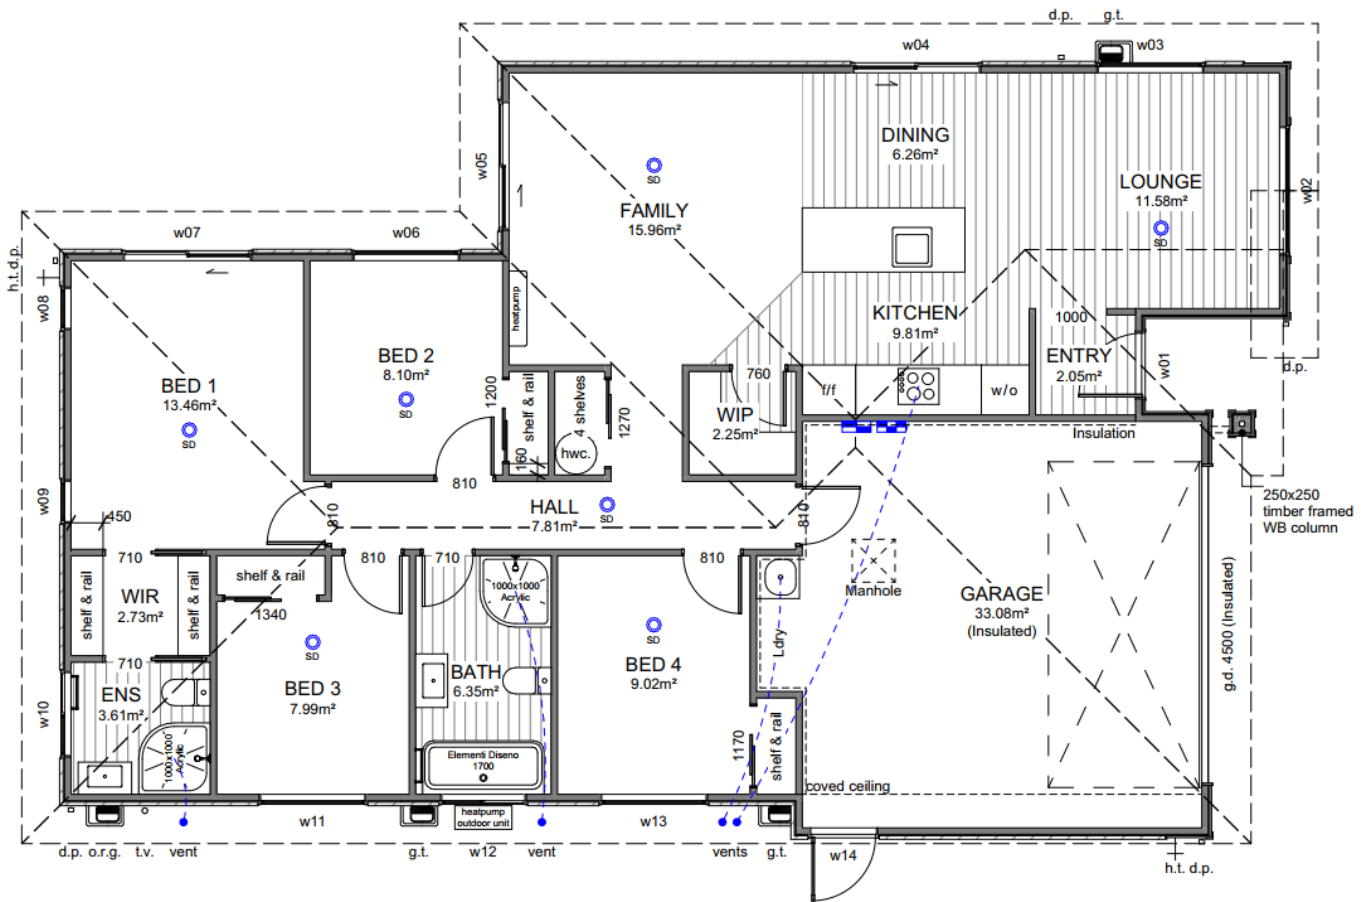 d.p.
g.t.
w04
w03
DINING
6.26m²
w05
SD
LOUNGE
11.58m²
w02
FAMILY
15.96m²
SD
w07
w06
h.t. d.p.
w08
heatpump
KITCHEN
9.81m²
1000
BED 2
8.10m²
ENTRY
2.05m²
w01
d.p.
BED 1
13.46m²
SD
1200
shelf & rail
4 shelves
1270
760
f/f
w/o
WIP
2.25m²
SD
Insulation
160
hwc.
810
w09
450
810
HALL
7.81m²
SD
810
250x250
timber framed
WB column
710
810
710
810
shelf & rail
WIR
2.73m²
shelf & rail
shelf & rail
1340
1000x1000
Acrylic
Manhole
GARAGE
33.08m²
(Insulated)
g.d. 4500 (Insulated)
SD
SD
Ldry
710
BATH
6.35m²
BED 4
9.02m²
ENS
3.61m²
BED 3
7.99m²
w10
1000x1000
Acrylic
Elementi Diseno
1700
1170
shelf & rail
coved ceiling
heatpump
outdoor unit
w11
w13
d.p.
o.r.g.
t.v.
vent
g.t.
w12
vent
vents
g.t.
w14
h.t. d.p.